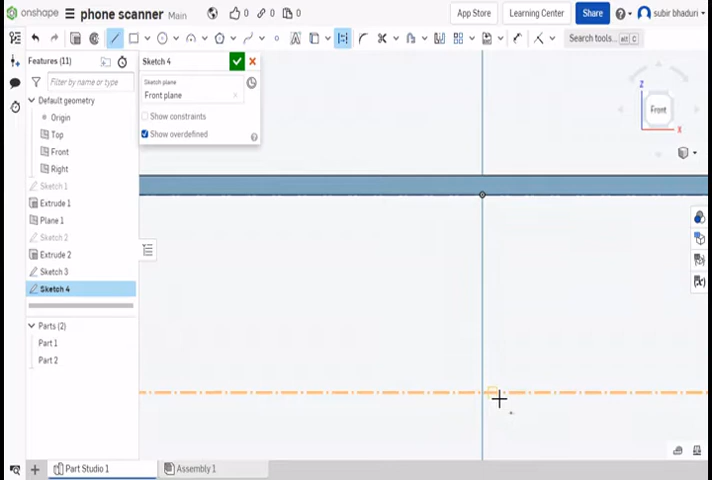 onshape phone scanner Main 0 0 0 App Store Learning Center Share subir bhaduri
Search tools... alt C
Features (11)
Filter by name or type
Default geometry
Origin
Top
Front
Right
Sketch 1
Extrude 1
Plane 1
Sketch 2
Extrude 2
Sketch 3
Sketch 4
Parts (2)
Part 1
Part 2
Sketch 4
Sketch plane
Front plane
Show constraints
Show overdefined
Z
Front
X
(x)
Part Studio 1
Assembly 1